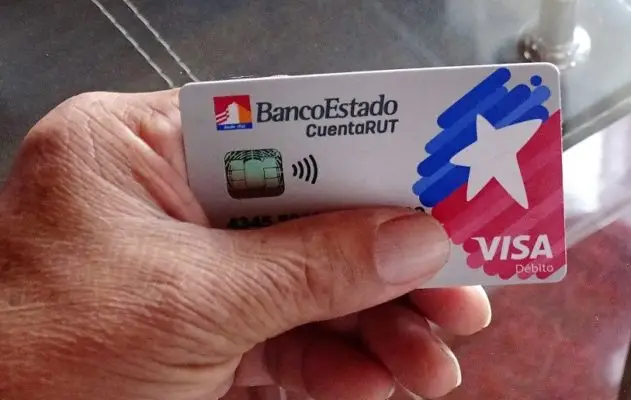 BancoEstado
CuentaRUT
VISA
Débito